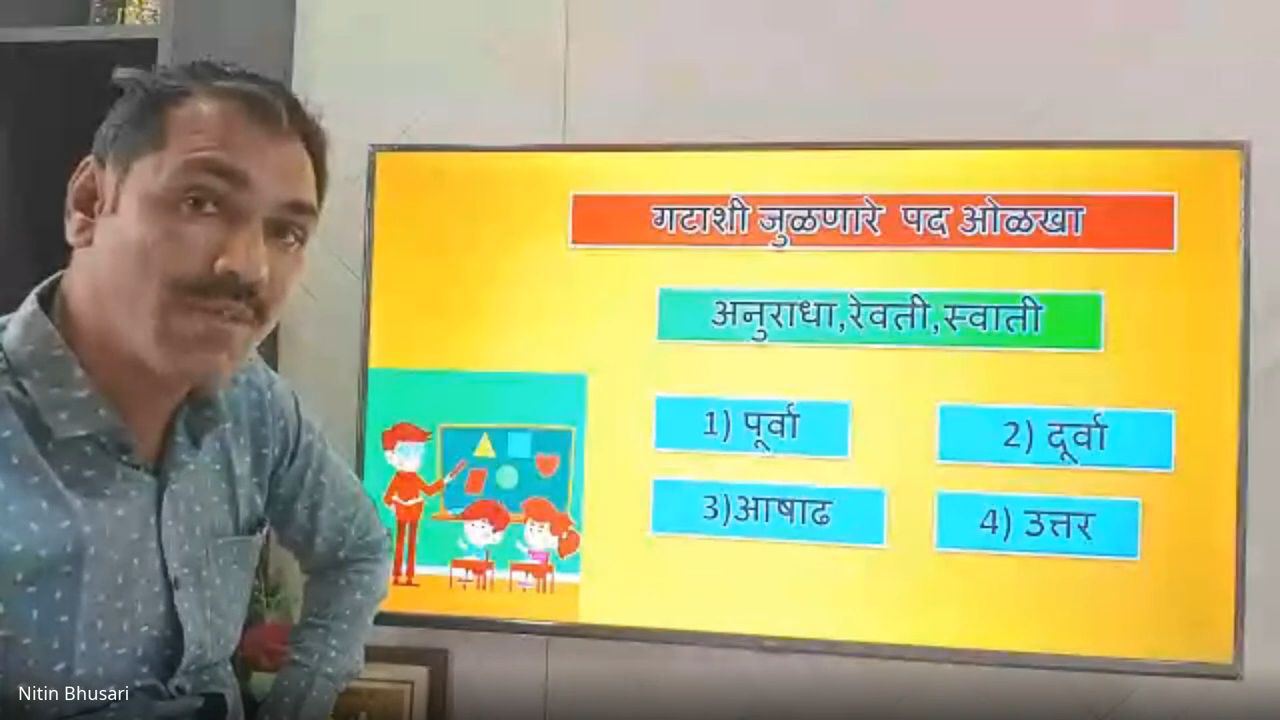 गटाशी जुळणारे पद ओळखा
अनुराधा,रेवती,स्वाती
1) पूर्वा
2) दूर्वा
3)आषाढ
4) उत्तर
Nitin Bhusari